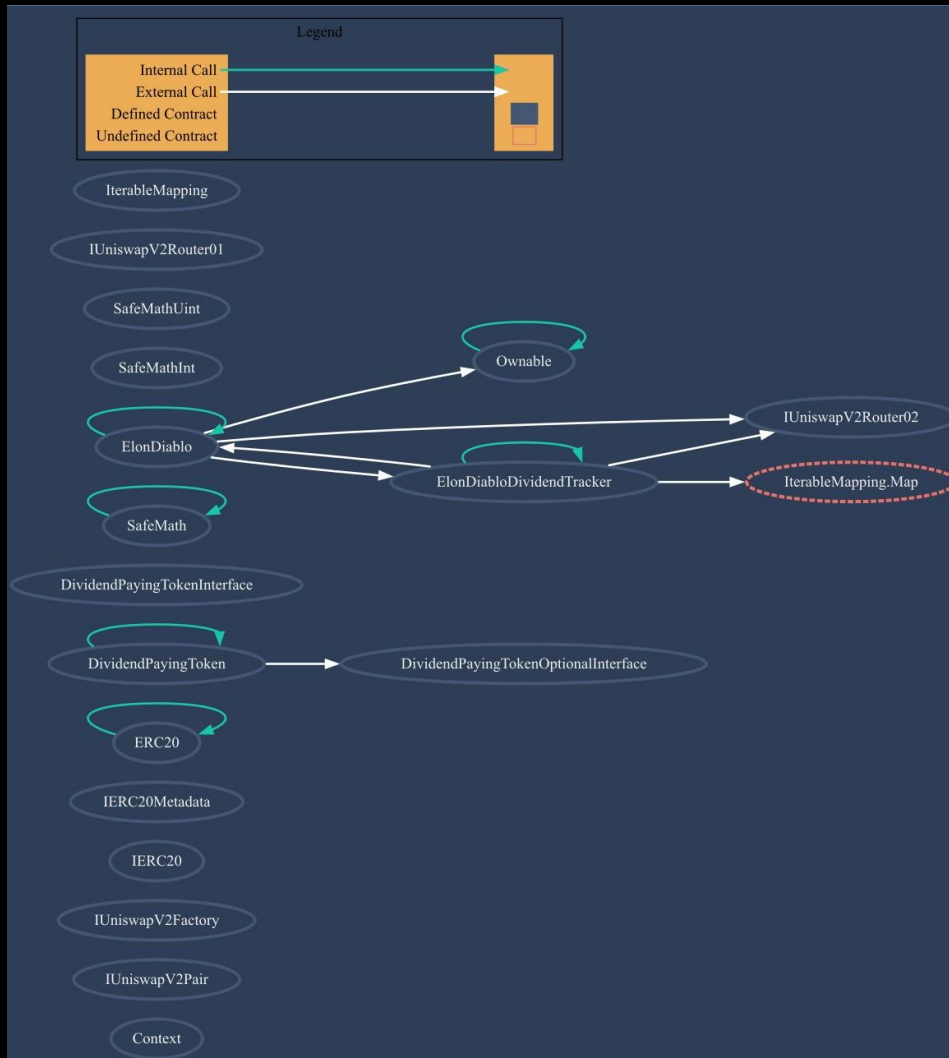 Legend
Internal Call
External Call
Defined Contract
Undefined Contract
IterableMapping
IUniswapV2Router01
SafeMathUint
SafeMathInt
Ownable
IUniswapV2Router02
ElonDiablo
ElonDiabloDividendTracker
IterableMapping.Map
SafeMath
DividendPayingTokenInterface
DividendPayingToken
DividendPayingTokenOptionalInterface
ERC20
IERC20Metadata
IERC20
IUniswapV2Factory
IUniswapV2Pair
Context